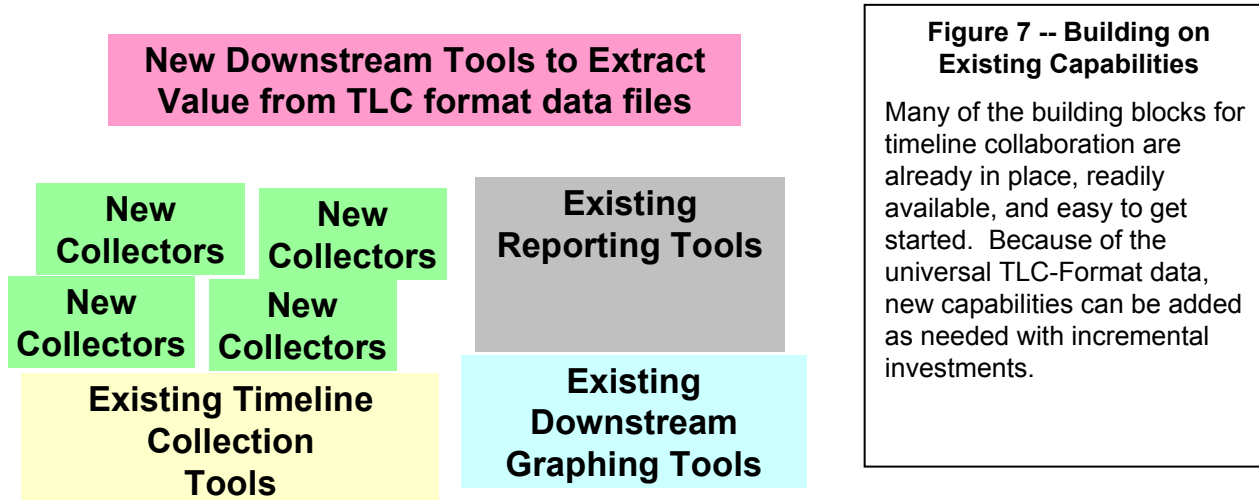 New Downstream Tools to Extract
Value from TLC format data files
New
Collectors
New
Collectors
New
Collectors
New
Collectors
Existing Timeline
Collection
Tools
Existing
Reporting Tools
Existing
Downstream
Graphing Tools
Figure 7 -- Building on
Existing Capabilities
Many of the building blocks for
timeline collaboration are
already in place, readily
available, and easy to get
started.  Because of the
universal TLC-Format data,
new capabilities can be added
as needed with incremental
investments.